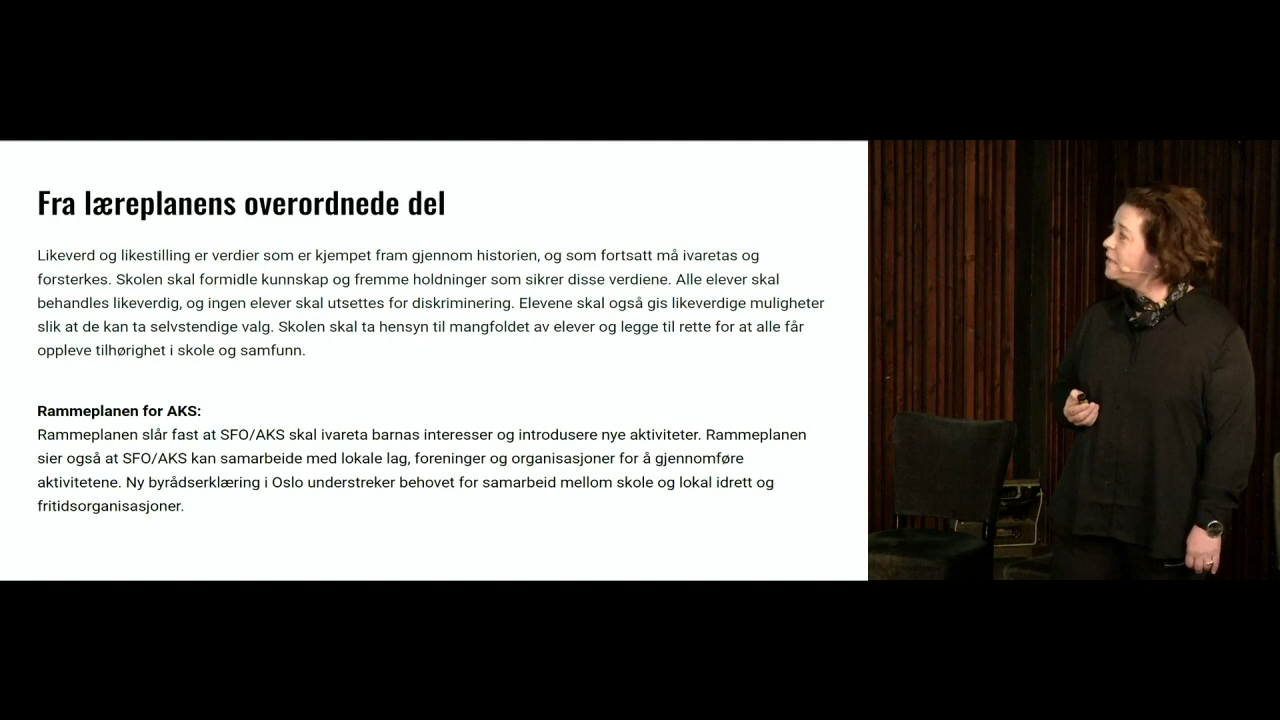 Fra læreplanens overordnede del
Likeverd og likestilling er verdier som er kjempet fram gjennom historien, og som fortsatt må ivaretas og
forsterkes. Skolen skal formidle kunnskap og fremme holdninger som sikrer disse verdiene. Alle elever skal
behandles likeverdig, og ingen elever skal utsettes for diskriminering. Elevene skal også gis likeverdige muligheter
slik at de kan ta selvstendige valg. Skolen skal ta hensyn til mangfoldet av elever og legge til rette for at alle får
oppleve tilhørighet i skole og samfunn.
Rammeplanen for AKS:
Rammeplanen slår fast at SFO/AKS skal ivareta barnas interesser og introdusere nye aktiviteter. Rammeplanen
sier også at SFO/AKS kan samarbeide med lokale lag, foreninger og organisasjoner for å gjennomføre
aktivitetene. Ny byrådserklæring i Oslo understreker behovet for samarbeid mellom skole og lokal idrett og
fritidsorganisasjoner.